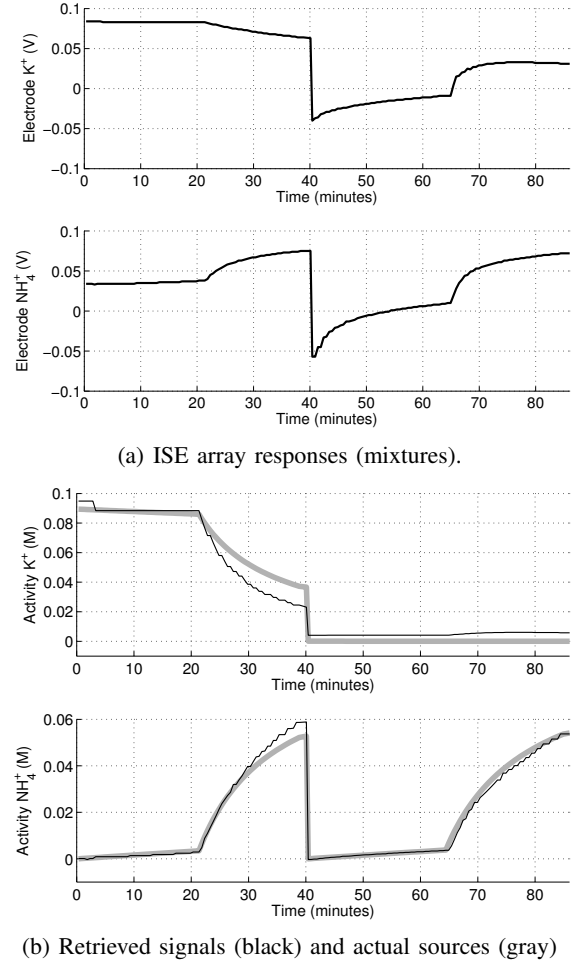 0.1
0.05
0
−0.05
−0.1
Electrode K⁺ (V)
0 10 20 30 40 50 60 70 80
Time (minutes)
0.1
0.05
0
−0.05
−0.1
Electrode NH₄⁺ (V)
0 10 20 30 40 50 60 70 80
Time (minutes)
(a) ISE array responses (mixtures).
0.1
0.08
0.06
0.04
0.02
0
Activity K⁺ (M)
0 10 20 30 40 50 60 70 80
Time (minutes)
0.06
0.04
0.02
0
Activity NH₄⁺ (M)
0 10 20 30 40 50 60 70 80
Time (minutes)
(b) Retrieved signals (black) and actual sources (gray)